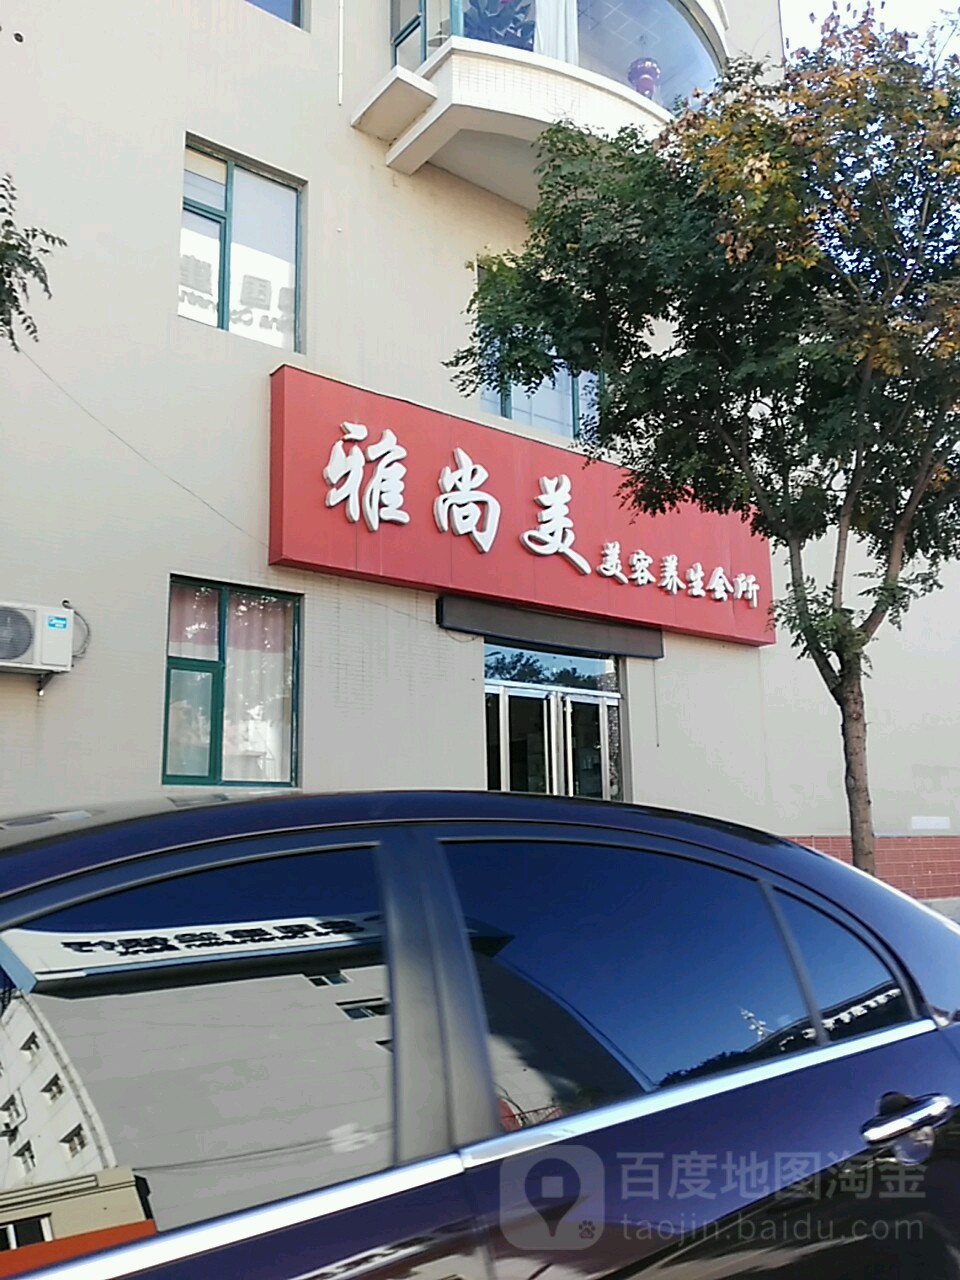 雅尚美 美容养生会所
百度地图淘金
taojin.baidu.com